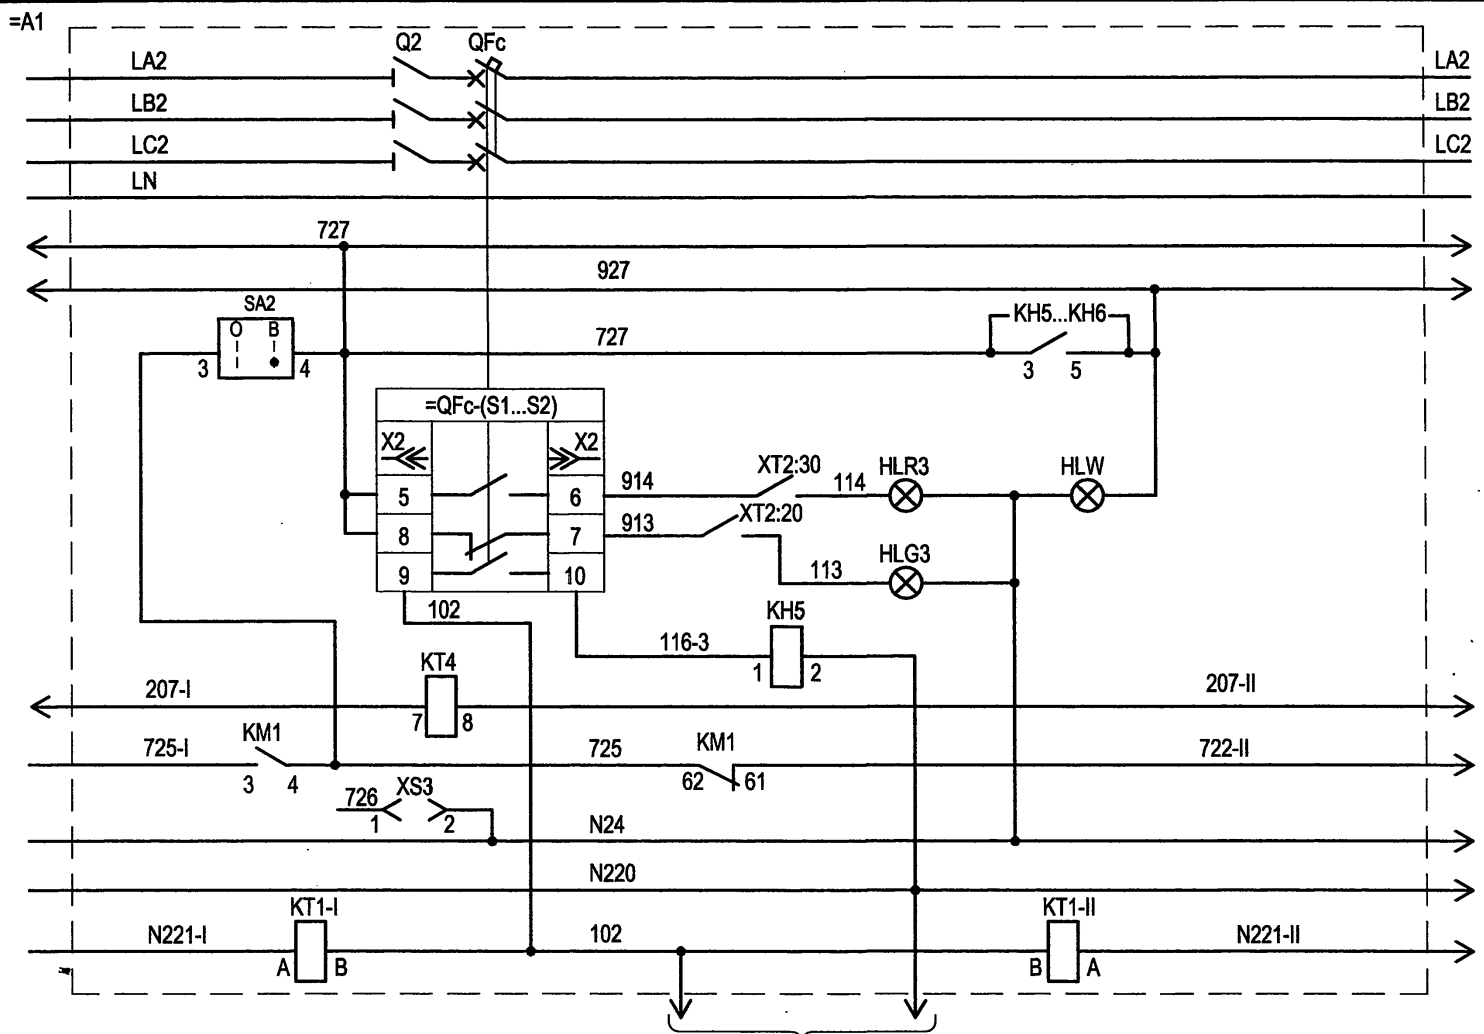 =A1
Q2 QFc
LA2 LA2
LB2 LB2
LC2 LC2
LN
727
927
SA2
O B
3 4
727
KH5...KH6
3 5
=QFc-(S1...S2)
X2 X2
5 6
914
XT2:30
114
HLR3
HLW
8 7
913
XT2:20
113
HLG3
9 10
102
116-3
KH5
1 2
207-I
KT4
7 8
207-II
725-I
KM1
3 4
725
KM1
62 61
722-II
726
XS3
1 2
N24
N220
N221-I
KT1-I
A B
102
KT1-II
B A
N221-II